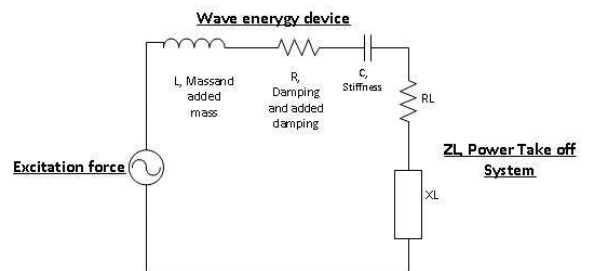 Wave enerygy device
L, Massand
added
mass
R,
Damping
and added
damping
C,
Stiffness
RL
Excitation force
ZL, Power Take off
System
XL